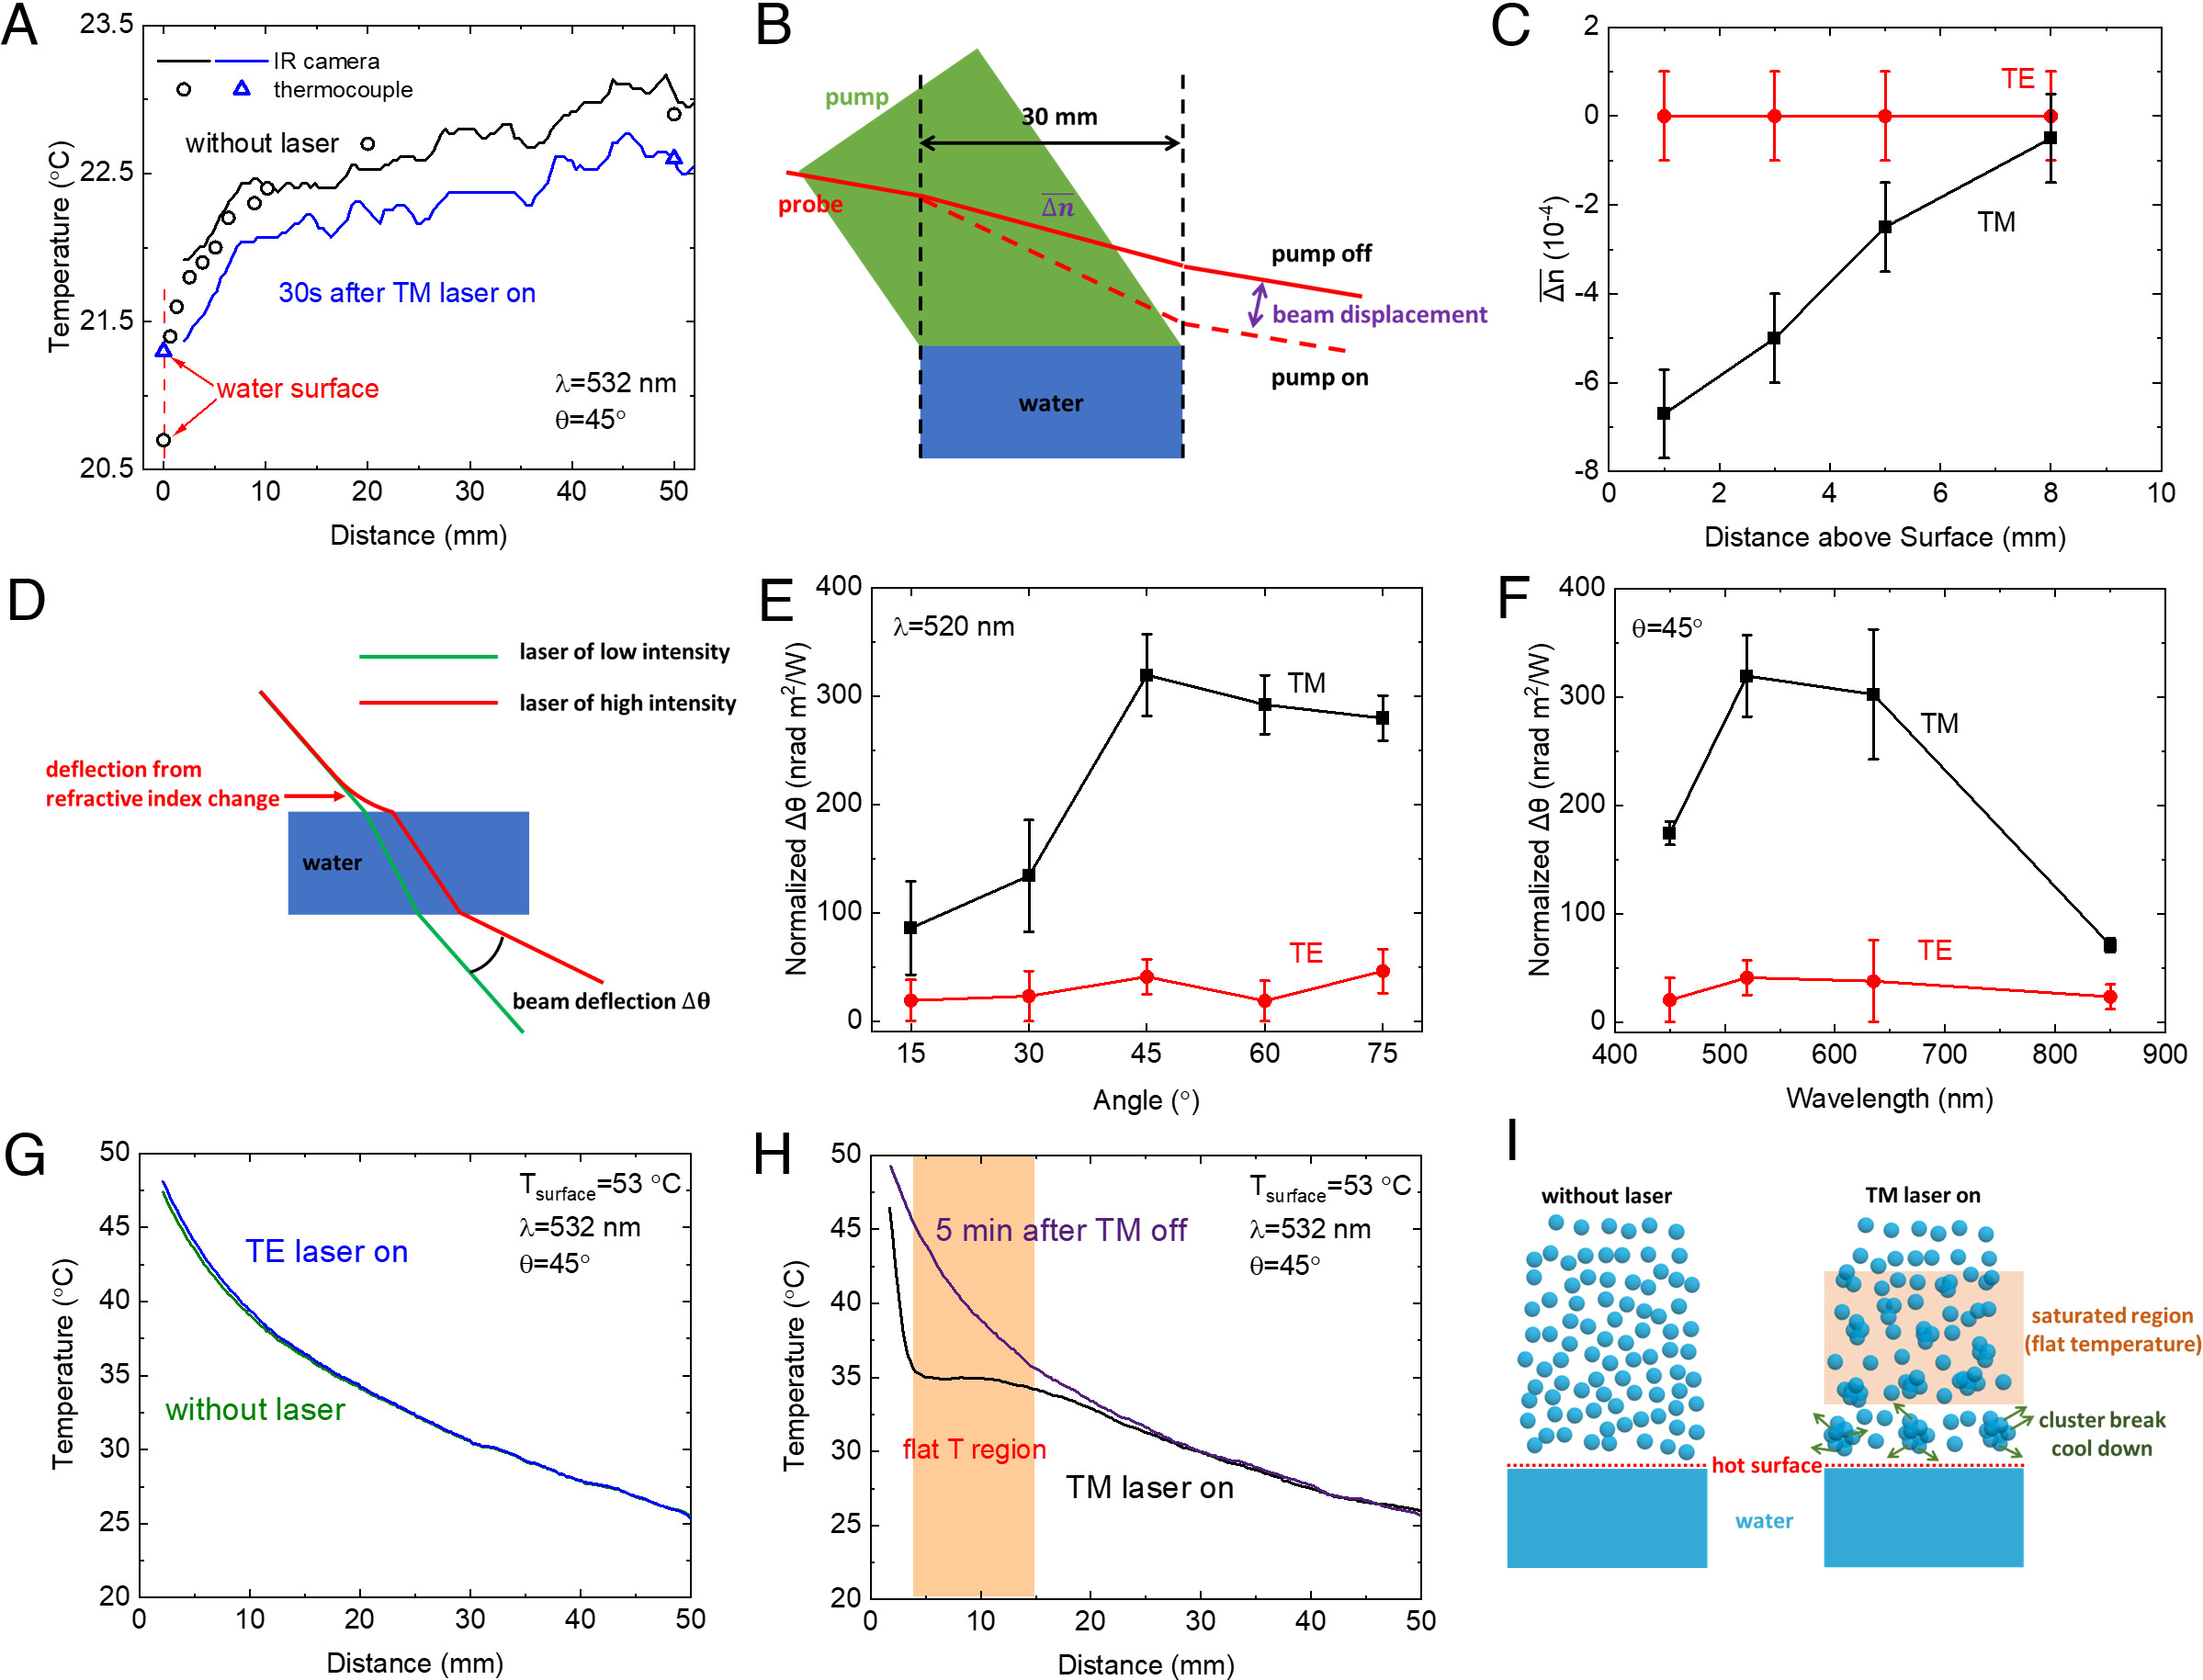 A
23.5
22.5
21.5
20.5
Temperature (°C)
IR camera
thermocouple
without laser
30s after TM laser on
water surface
λ=532 nm
θ=45°
0 10 20 30 40 50
Distance (mm)
B
pump
30 mm
probe
Δn
pump off
beam displacement
pump on
water
C
2
0
-2
-4
-6
-8
Δn (10-4)
TE
TM
0 2 4 6 8 10
Distance above Surface (mm)
D
laser of low intensity
laser of high intensity
deflection from
refractive index change
water
beam deflection Δθ
E
400
300
200
100
0
Normalized Δθ (nrad m2/W)
λ=520 nm
TM
TE
15 30 45 60 75
Angle (°)
F
400
300
200
100
0
Normalized Δθ (nrad m2/W)
θ=45°
TM
TE
400 500 600 700 800 900
Wavelength (nm)
G
50
45
40
35
30
25
20
Temperature (°C)
Tsurface=53 °C
λ=532 nm
θ=45°
TE laser on
without laser
0 10 20 30 40 50
Distance (mm)
H
50
45
40
35
30
25
20
Temperature (°C)
Tsurface=53 °C
λ=532 nm
θ=45°
5 min after TM off
flat T region
TM laser on
0 10 20 30 40 50
Distance (mm)
I
without laser
TM laser on
saturated region
(flat temperature)
cluster break
cool down
hot surface
water